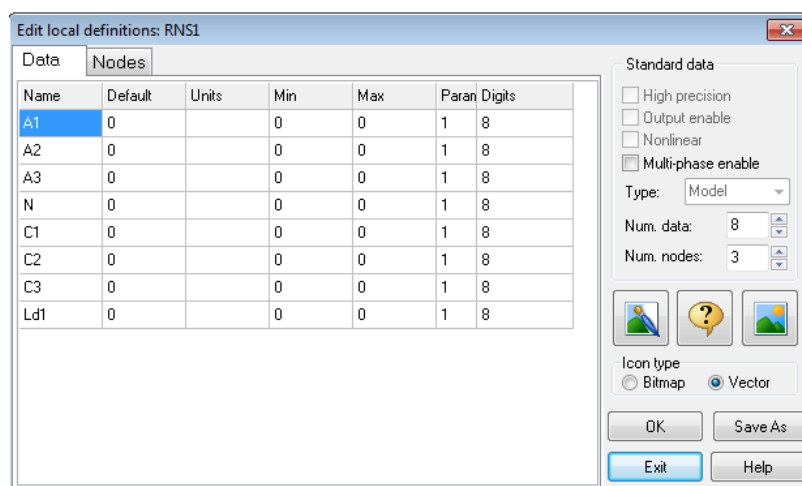 Edit local definitions: RNS1
Data Nodes
Name Default Units Min Max Param Digits
A1 0 0 0 1 8
A2 0 0 0 1 8
A3 0 0 0 1 8
N 0 0 0 1 8
C1 0 0 0 1 8
C2 0 0 0 1 8
C3 0 0 0 1 8
Ld1 0 0 0 1 8
Standard data
High precision
Output enable
Nonlinear
Multi-phase enable
Type: Model
Num. data: 8
Num. nodes: 3
?
Icon type
Bitmap Vector
OK Save As
Exit Help